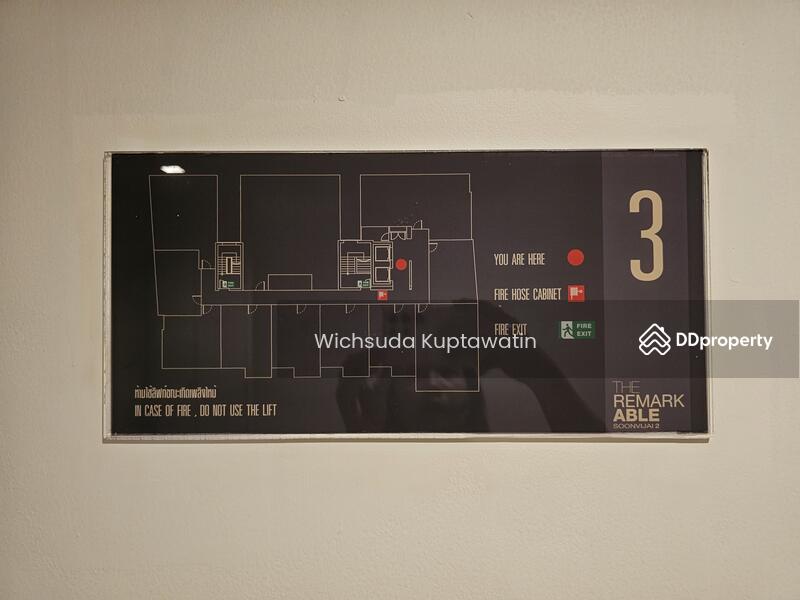 3
YOU ARE HERE
FIRE HOSE CABINET
FIRE EXIT
FIRE
EXIT
Wichsuda Kuptawatin
DDproperty
ห้ามใช้ลิฟท์ขณะเกิดเพลิงไหม้
IN CASE OF FIRE , DO NOT USE THE LIFT
THE
REMARK
ABLE
SOONVIJAI 2